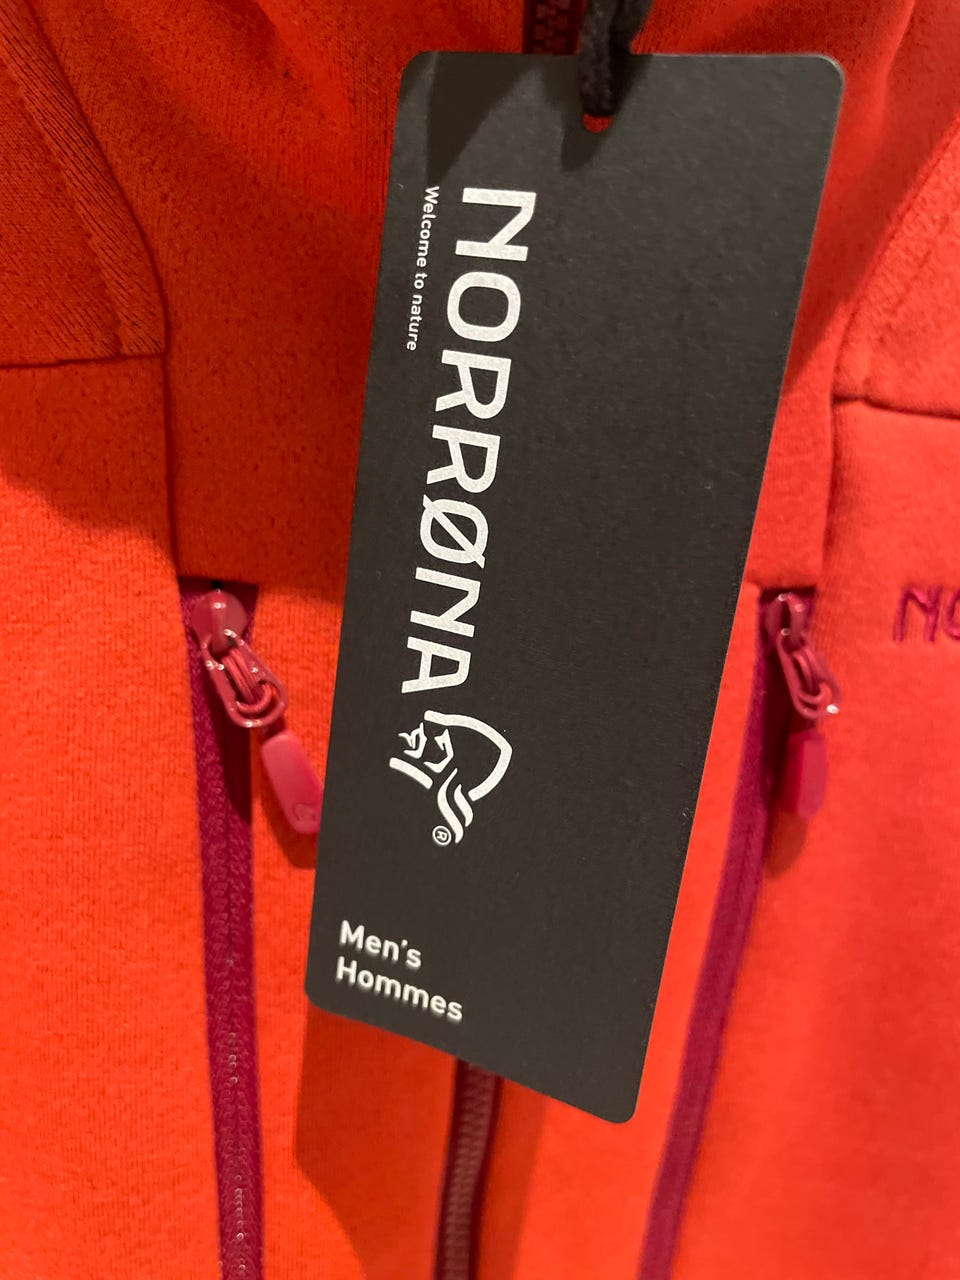 NORRØNA
Welcome to nature
®
Men's
Hommes